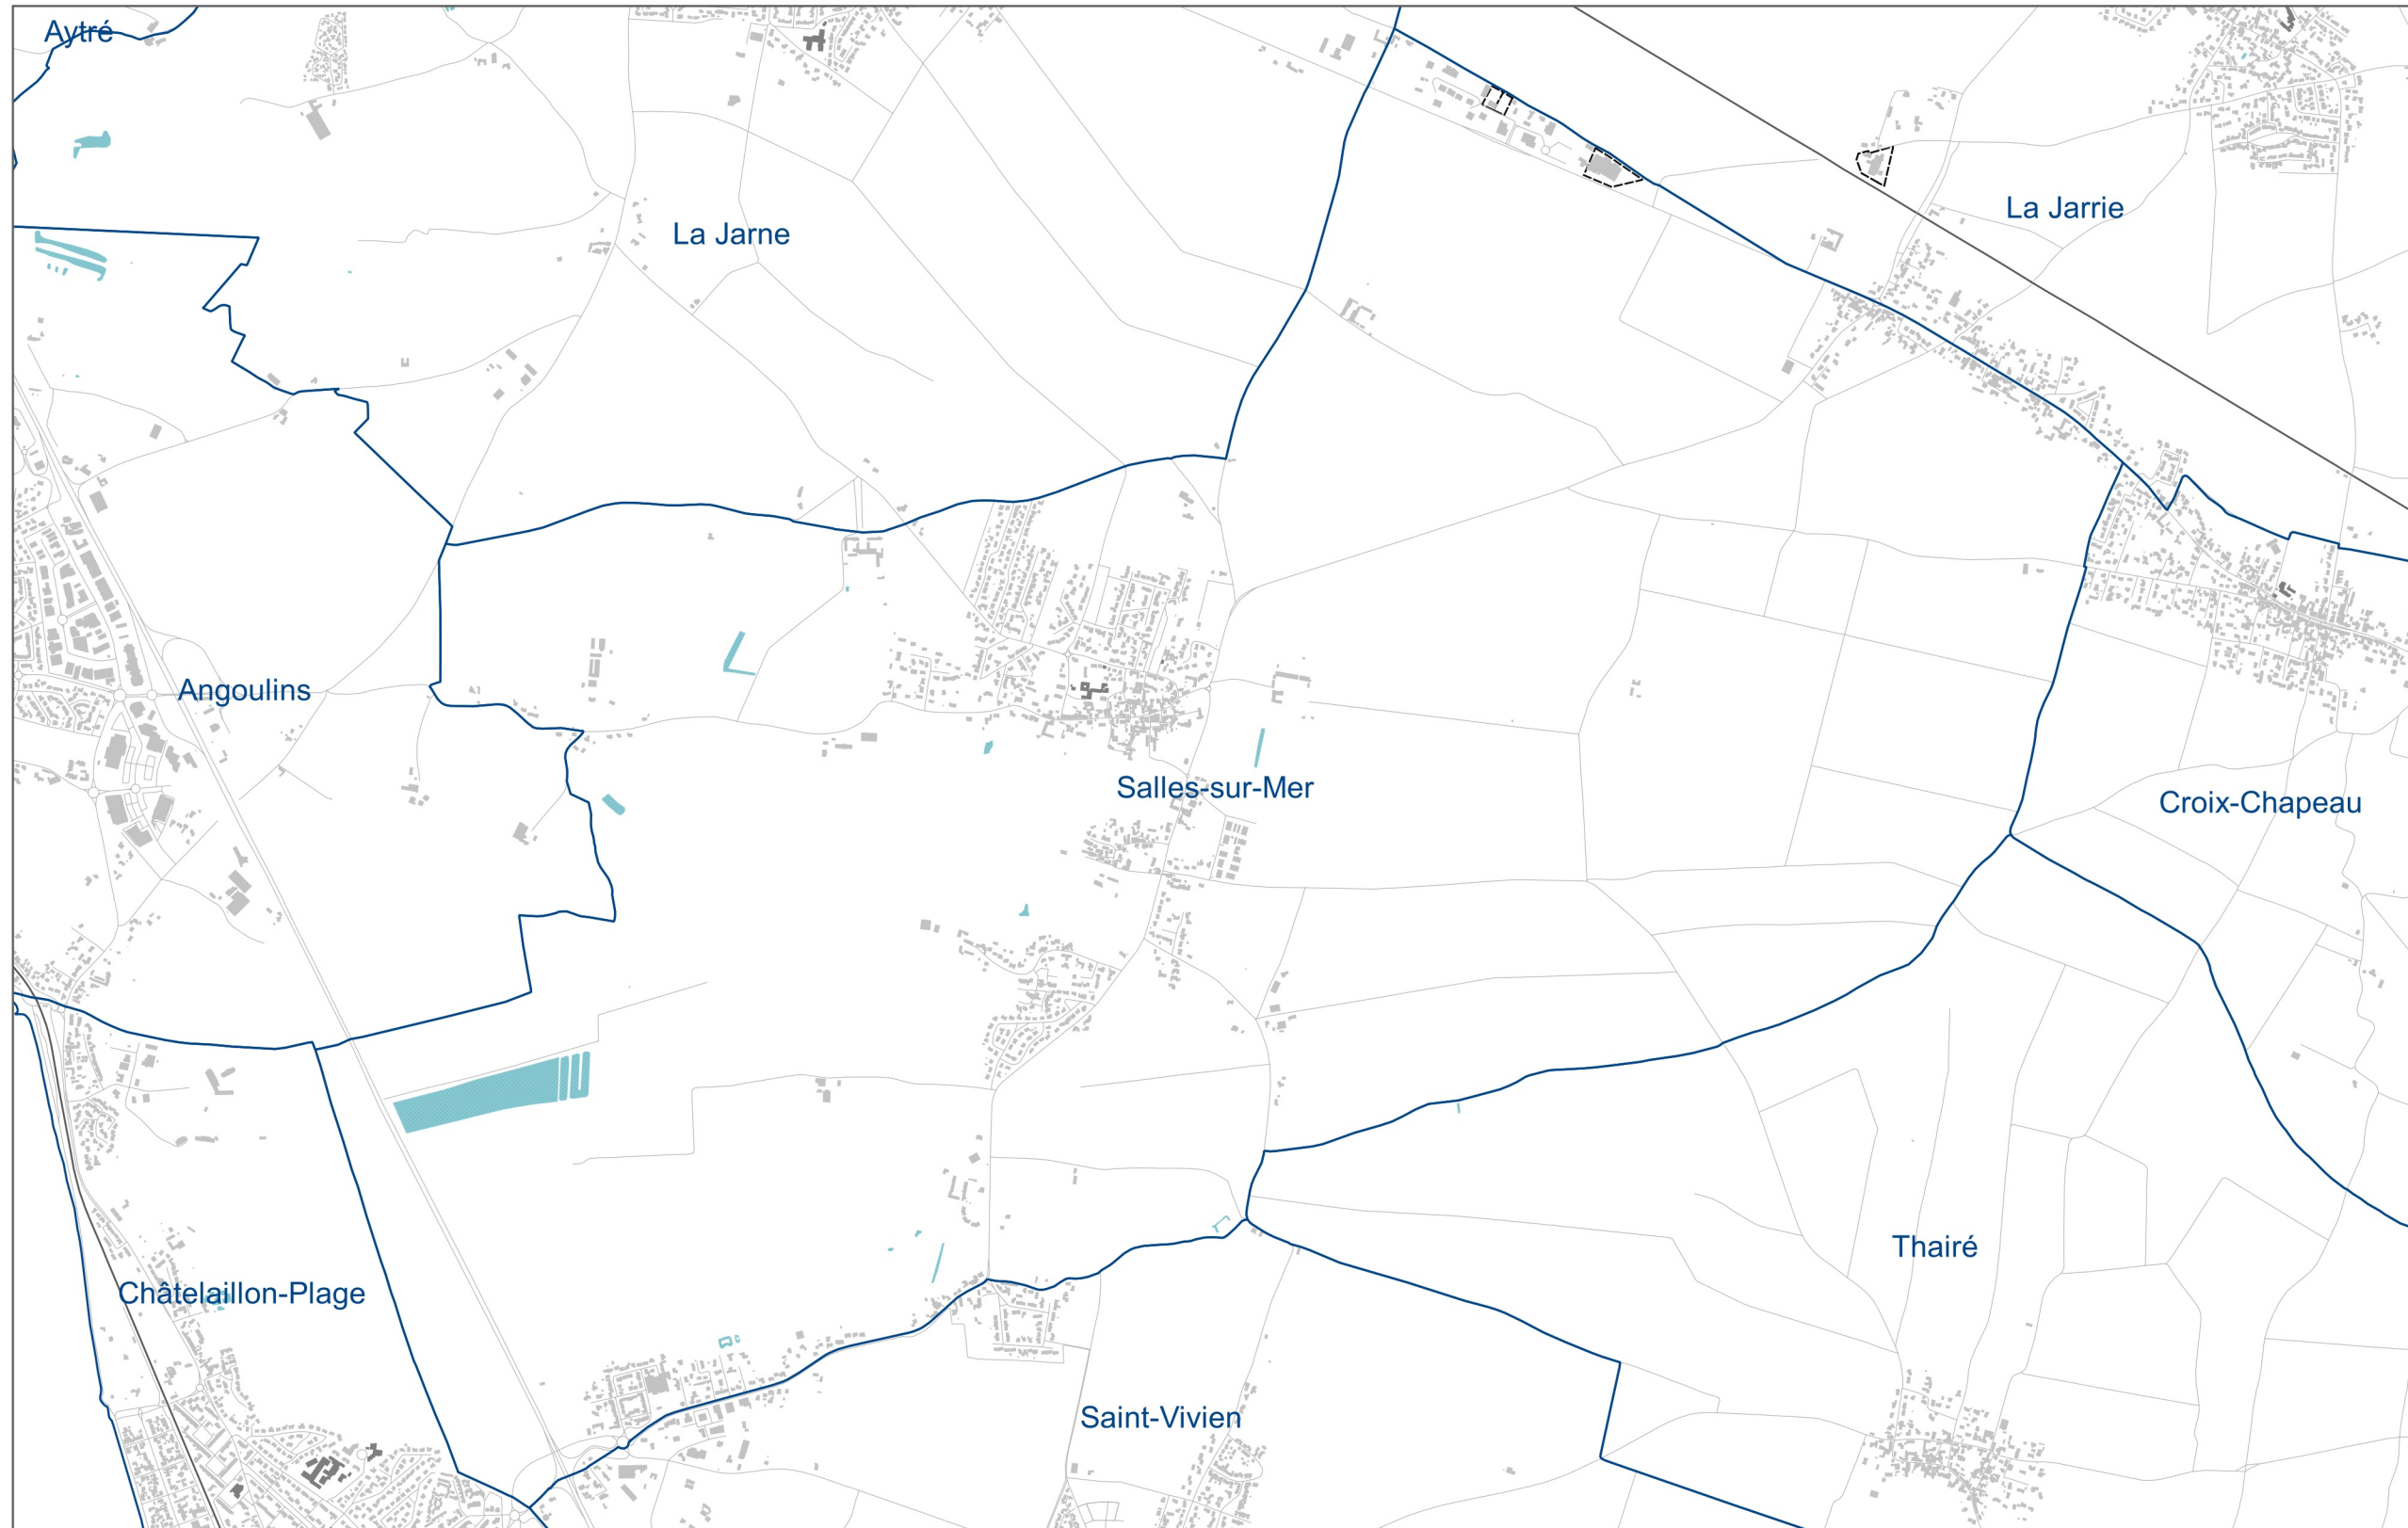 Aytré
La Jarrie
La Jarne
Angoulins
Salles-sur-Mer
Croix-Chapeau
Thairé
Châtelaillon-Plage
Saint-Vivien